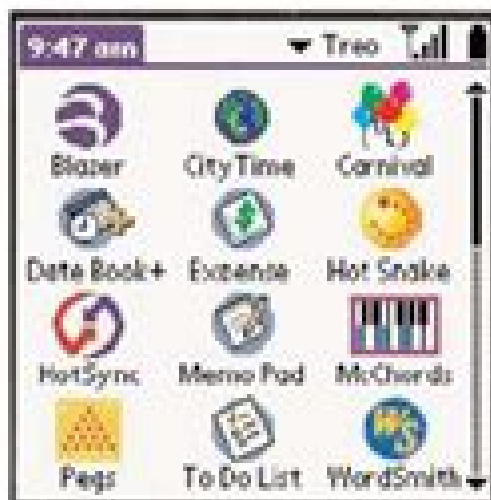 9:47 am Treo
Blazer CityTime Carnival
Date Book+ Expense Hot Snake
HotSync Memo Pad McChords
Pegs To Do List WordSmith